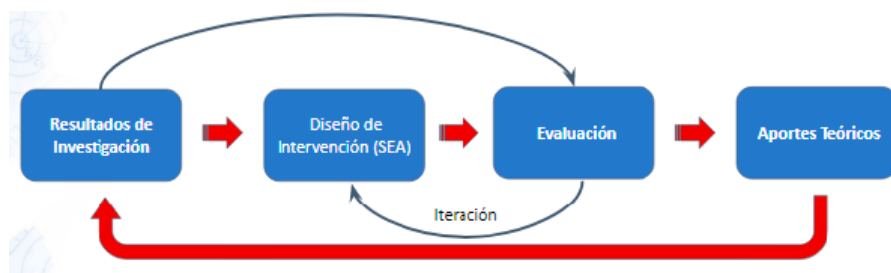 Resultados de
Investigación
Diseño de
Intervención (SEA)
Evaluación
Aportes Teóricos
Iteración